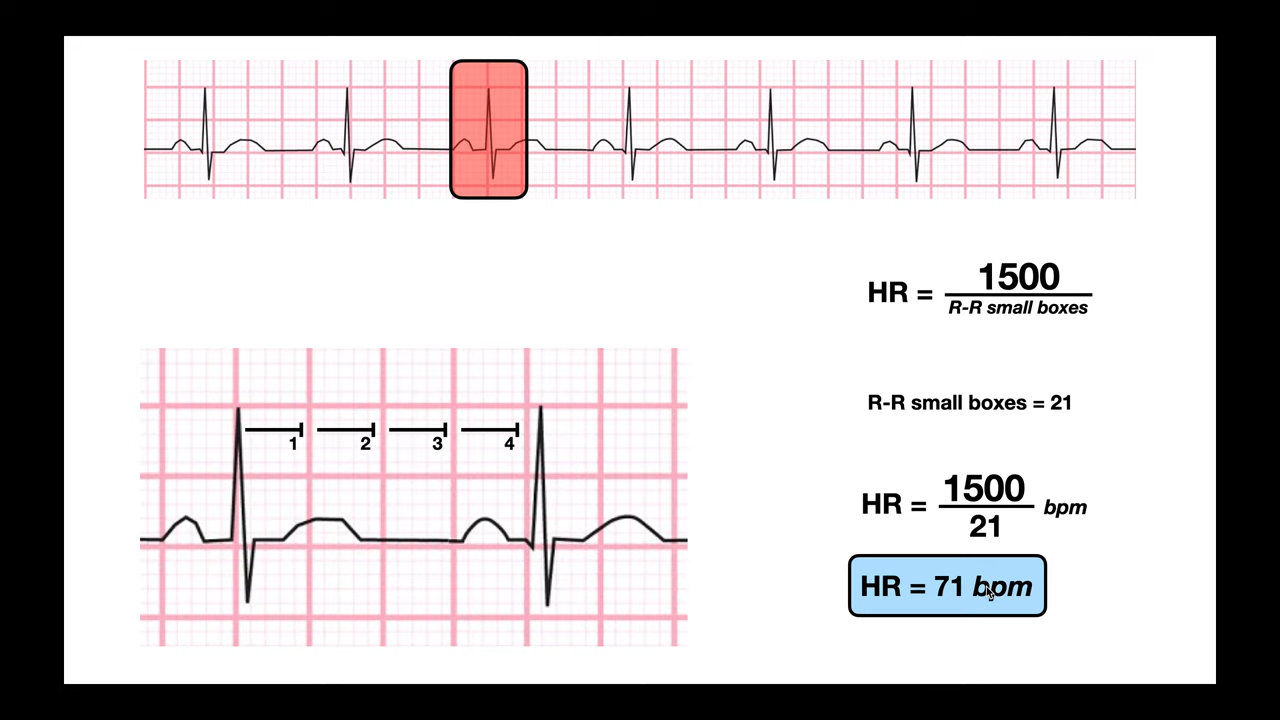 HR = 1500
R-R small boxes
1 2 3 4
R-R small boxes = 21
HR = 1500 bpm
21
HR = 71 bpm